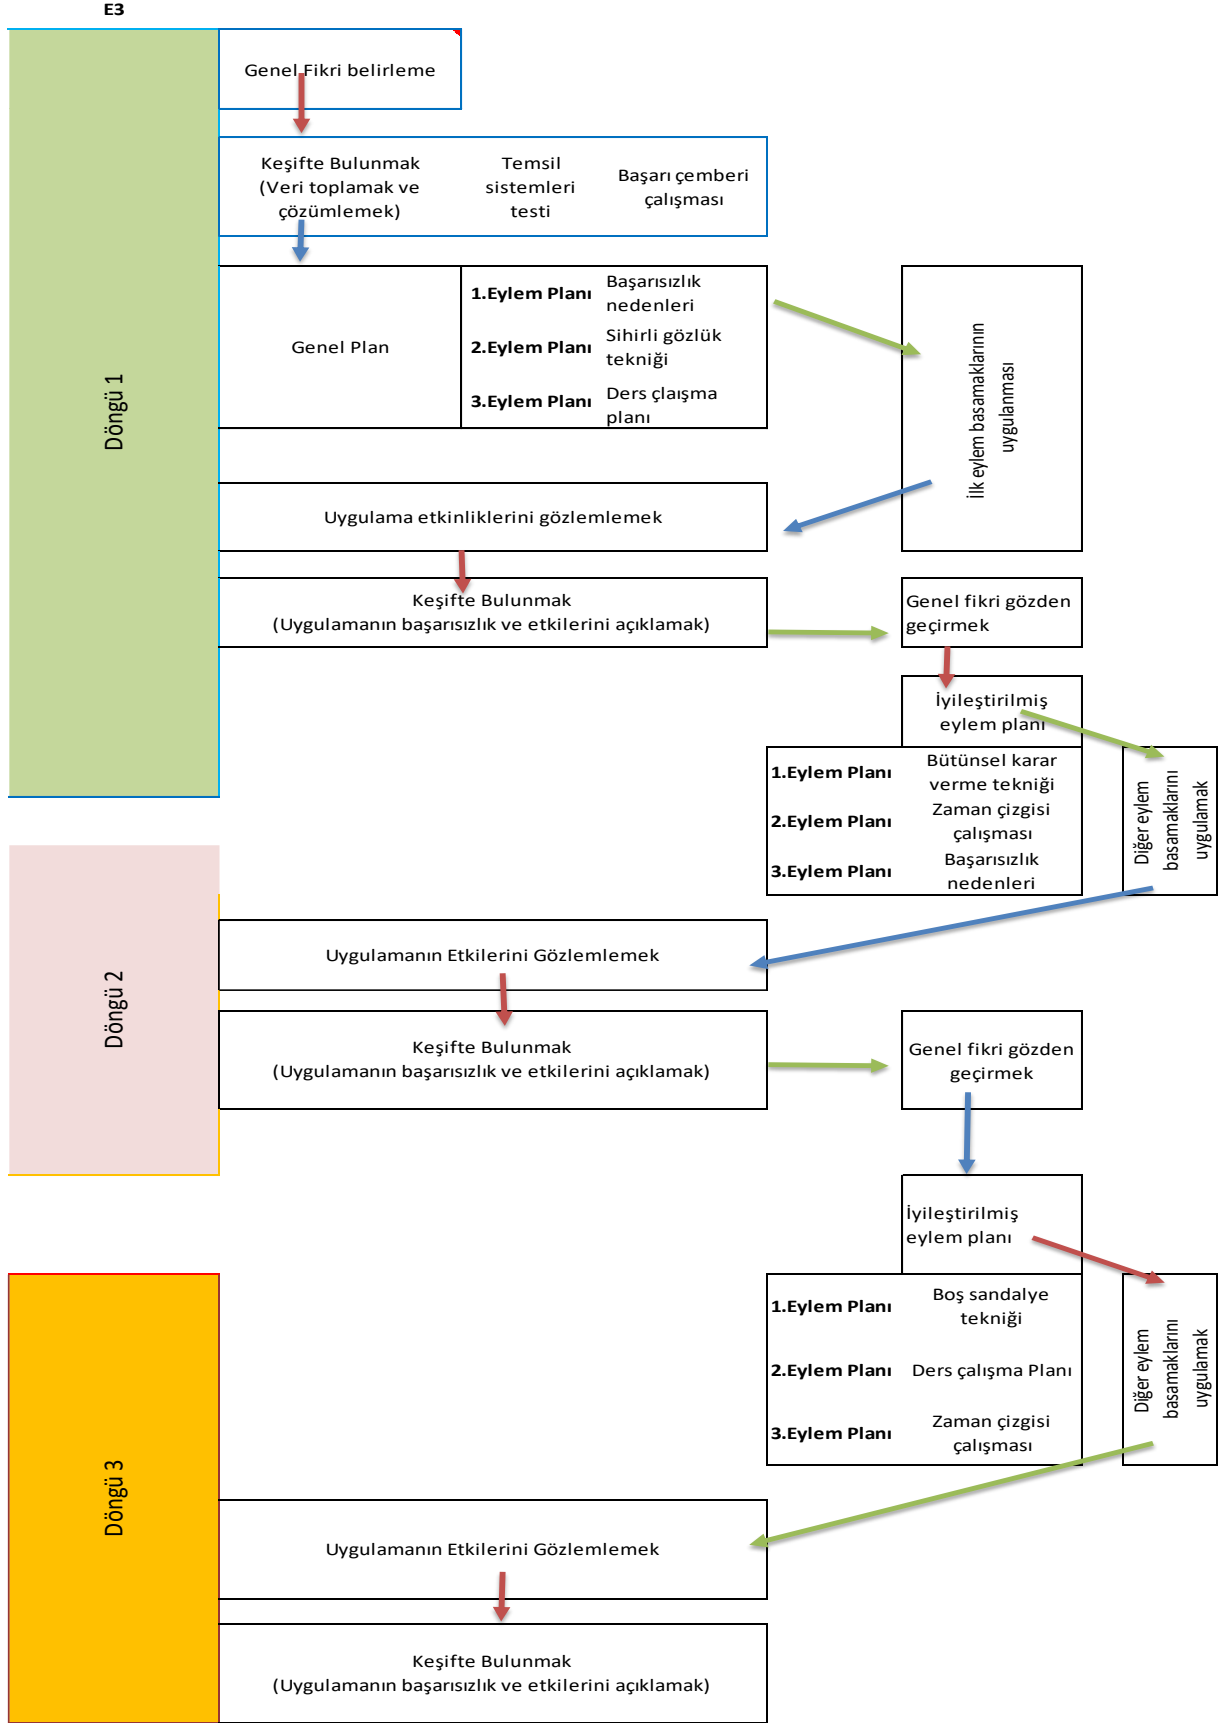 E3
Döngü 1
Genel Fikri belirleme
Keşifte Bulunmak
(Veri toplamak ve
çözümlemek)
Temsil
sistemleri
testi
Başarı çemberi
çalışması
Genel Plan
1.Eylem Planı
Başarısızlık
nedenleri
2.Eylem Planı
Sihirli gözlük
tekniği
3.Eylem Planı
Ders çlaışma
planı
İlk eylem basamaklarının
uygulanması
Uygulama etkinliklerini gözlemlemek
Keşifte Bulunmak
(Uygulamanın başarısızlık ve etkilerini açıklamak)
Genel fikri gözden
geçirmek
İyileştirilmiş
eylem planı
1.Eylem Planı
Bütünsel karar
verme tekniği
2.Eylem Planı
Zaman çizgisi
çalışması
3.Eylem Planı
Başarısızlık
nedenleri
Diğer eylem
basamaklarını
uygulamak
Döngü 2
Uygulamanın Etkilerini Gözlemlemek
Keşifte Bulunmak
(Uygulamanın başarısızlık ve etkilerini açıklamak)
Genel fikri gözden
geçirmek
İyileştirilmiş
eylem planı
1.Eylem Planı
Boş sandalye
tekniği
2.Eylem Planı
Ders çalışma Planı
3.Eylem Planı
Zaman çizgisi
çalışması
Diğer eylem
basamaklarını
uygulamak
Döngü 3
Uygulamanın Etkilerini Gözlemlemek
Keşifte Bulunmak
(Uygulamanın başarısızlık ve etkilerini açıklamak)